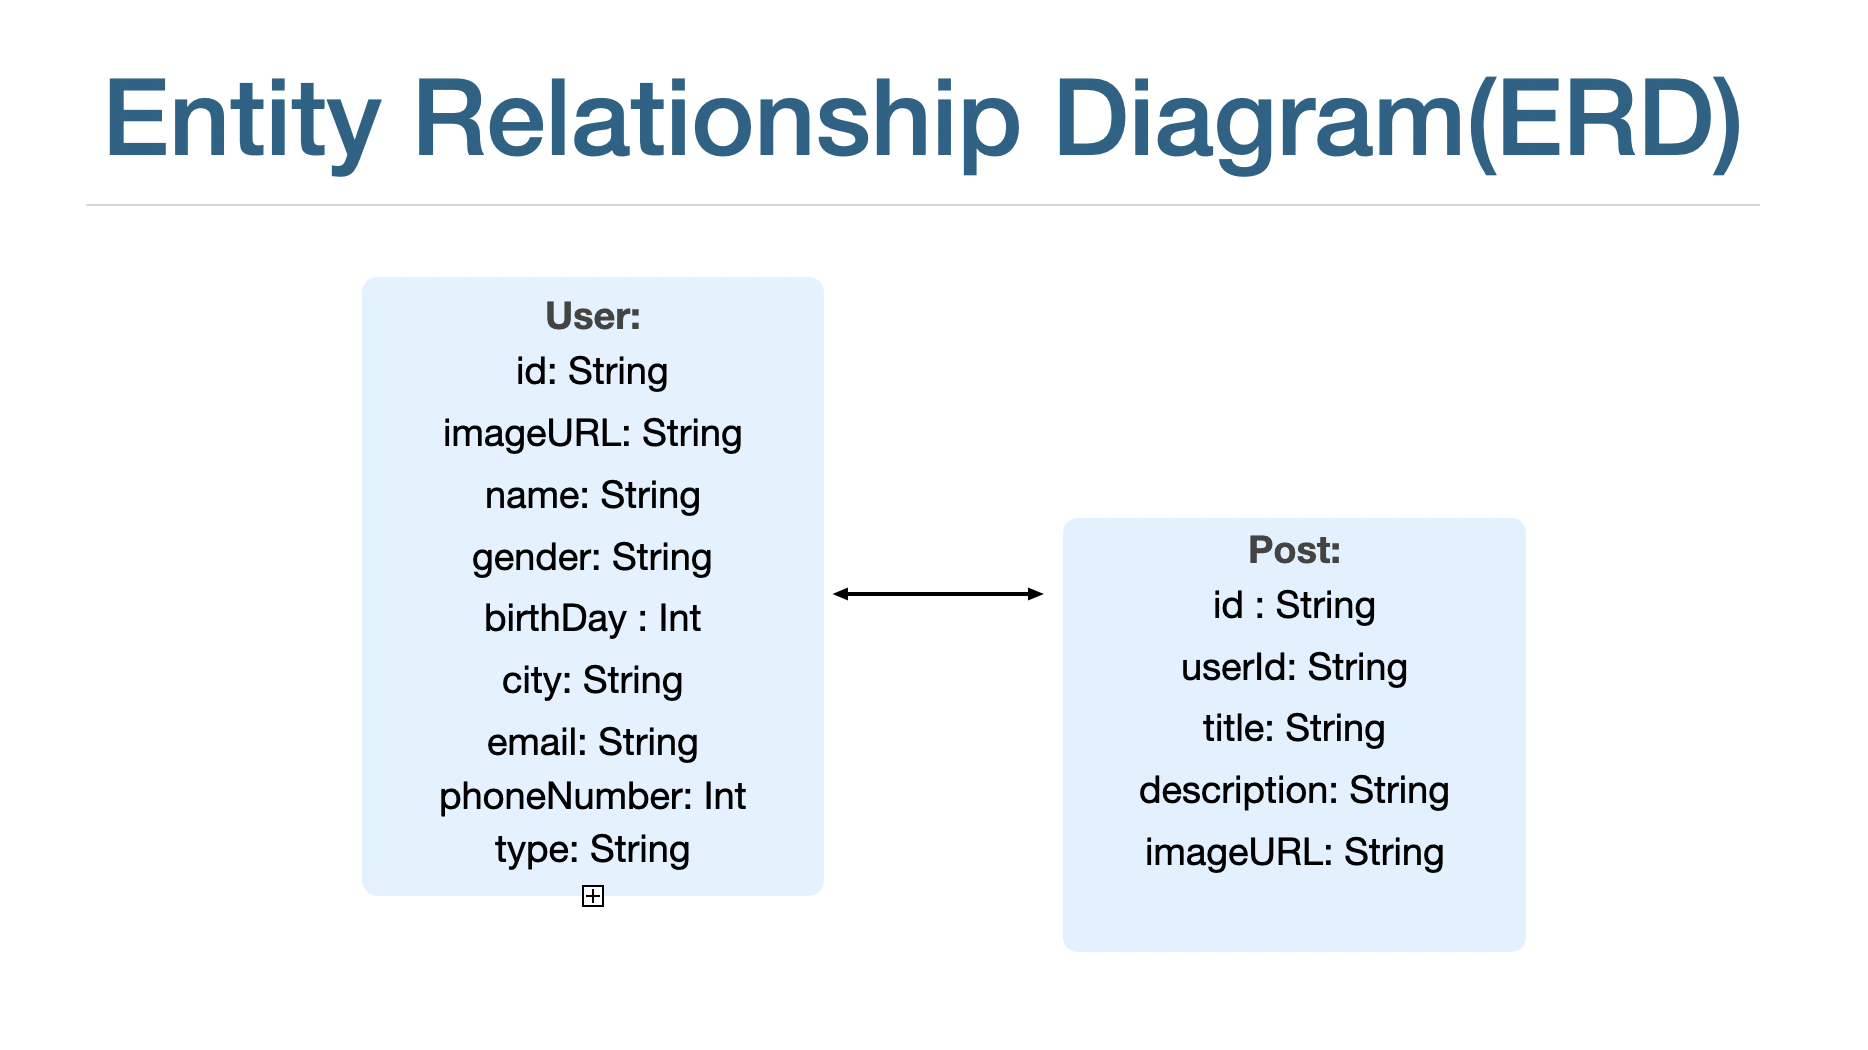 Entity Relationship Diagram(ERD)
User:
id: String
imageURL: String
name: String
gender: String
birthDay : Int
city: String
email: String
phoneNumber: Int
type: String
Post:
id : String
userId: String
title: String
description: String
imageURL: String